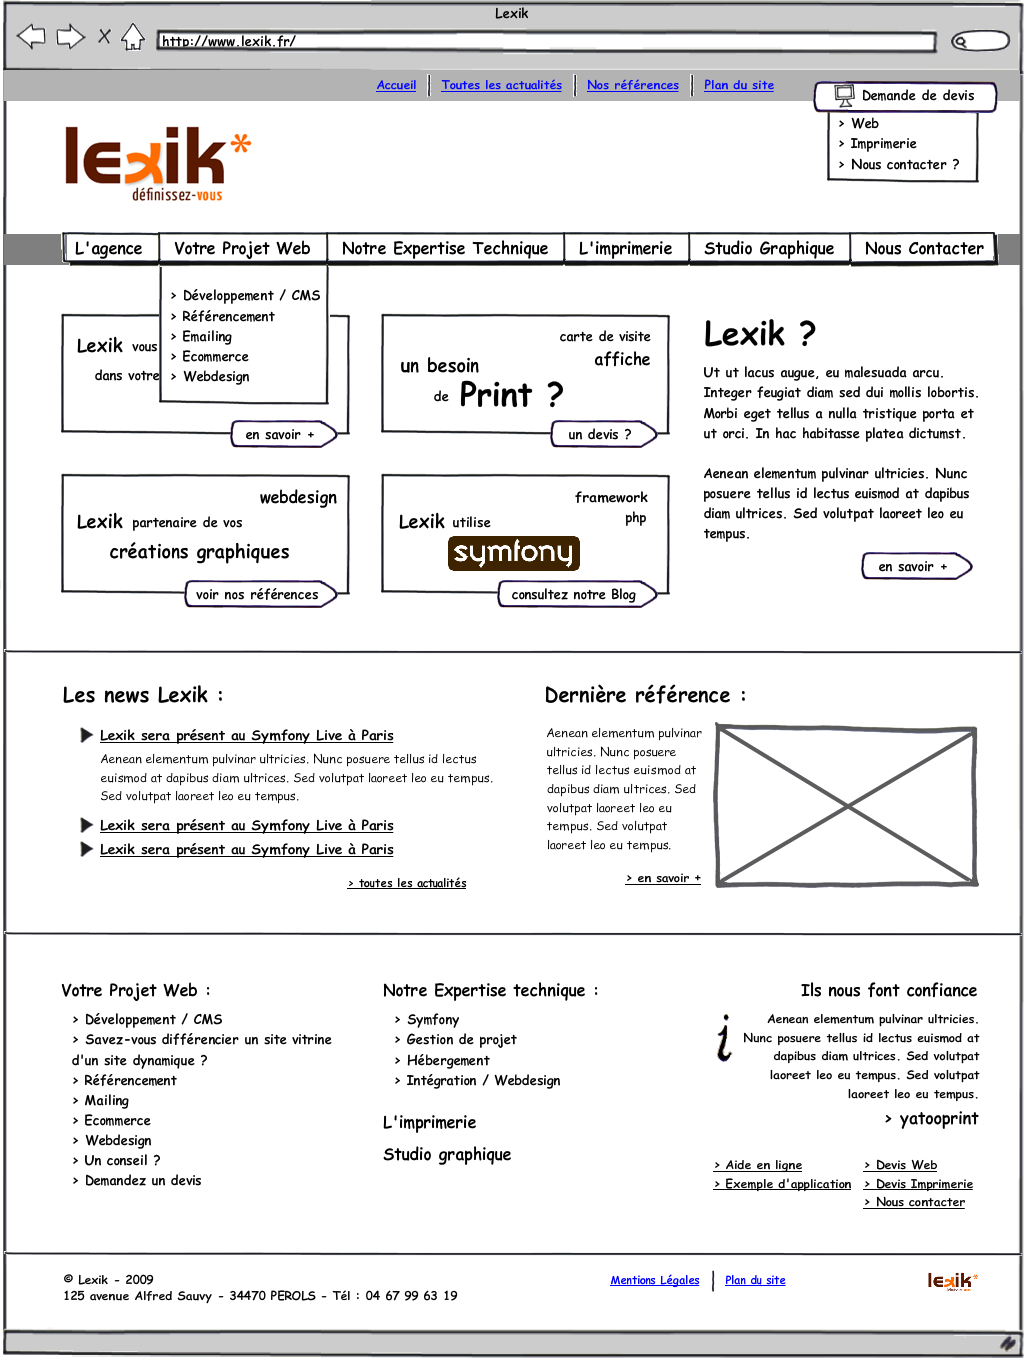 Lexik
http://www.lexik.fr/
Accueil
Toutes les actualités
Nos références
Plan du site
Demande de devis
> Web
> Imprimerie
> Nous contacter ?
lexik*
définissez-vous
L'agence
Votre Projet Web
Notre Expertise Technique
L'imprimerie
Studio Graphique
Nous Contacter
> Développement / CMS
> Référencement
> Emailing
> Ecommerce
> Webdesign
Lexik vous
dans votre
en savoir +
carte de visite
affiche
un besoin
de Print ?
un devis ?
webdesign
Lexik partenaire de vos
créations graphiques
voir nos références
framework
php
Lexik utilise
symfony
consultez notre Blog
Lexik ?
Ut ut lacus augue, eu malesuada arcu.
Integer feugiat diam sed dui mollis lobortis.
Morbi eget tellus a nulla tristique porta et
ut orci. In hac habitasse platea dictumst.
Aenean elementum pulvinar ultricies. Nunc
posuere tellus id lectus euismod at dapibus
diam ultrices. Sed volutpat laoreet leo eu
tempus.
en savoir +
Les news Lexik :
Lexik sera présent au Symfony Live à Paris
Aenean elementum pulvinar ultricies. Nunc posuere tellus id lectus
euismod at dapibus diam ultrices. Sed volutpat laoreet leo eu tempus.
Sed volutpat laoreet leo eu tempus.
Lexik sera présent au Symfony Live à Paris
Lexik sera présent au Symfony Live à Paris
> toutes les actualités
Dernière référence :
Aenean elementum pulvinar
ultricies. Nunc posuere
tellus id lectus euismod at
dapibus diam ultrices. Sed
volutpat laoreet leo eu
tempus. Sed volutpat
laoreet leo eu tempus.
> en savoir +
Votre Projet Web :
> Développement / CMS
> Savez-vous différencier un site vitrine
d'un site dynamique ?
> Référencement
> Mailing
> Ecommerce
> Webdesign
> Un conseil ?
> Demandez un devis
Notre Expertise technique :
> Symfony
> Gestion de projet
> Hébergement
> Intégration / Webdesign
L'imprimerie
Studio graphique
Ils nous font confiance
i
Aenean elementum pulvinar ultricies.
Nunc posuere tellus id lectus euismod at
dapibus diam ultrices. Sed volutpat
laoreet leo eu tempus. Sed volutpat
laoreet leo eu tempus.
> yatooprint
> Aide en ligne
> Exemple d'application
> Devis Web
> Devis Imprimerie
> Nous contacter
© Lexik - 2009
125 avenue Alfred Sauvy - 34470 PEROLS - Tél : 04 67 99 63 19
Mentions Légales
Plan du site
lexik*